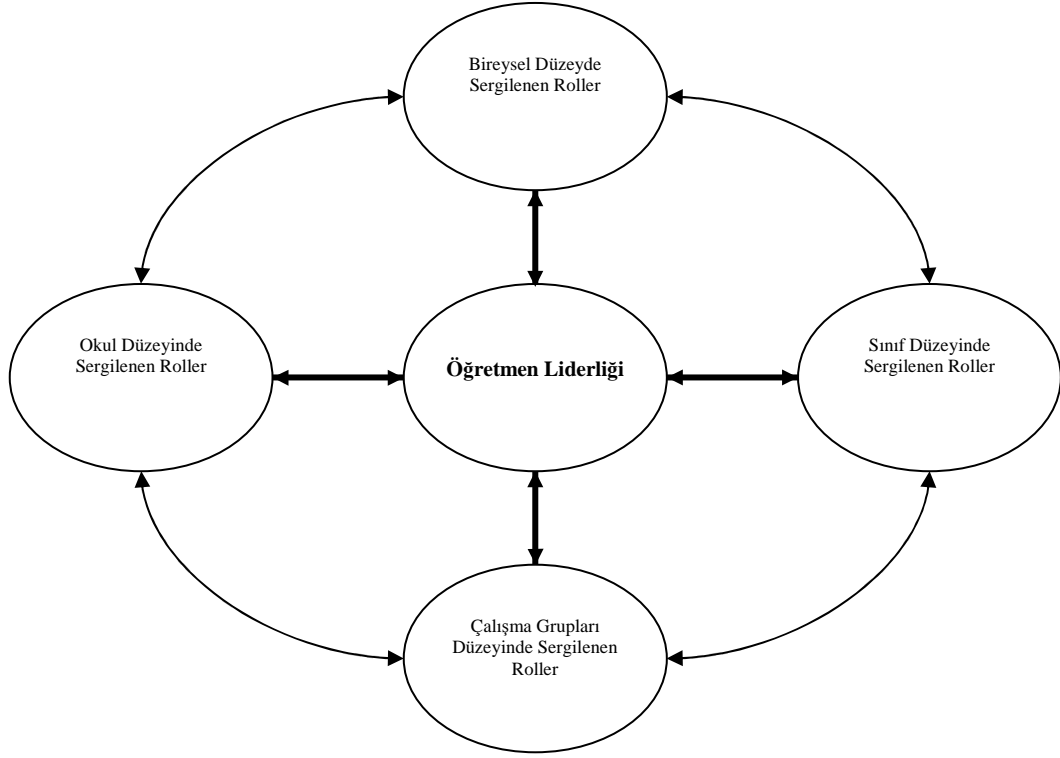 Bireysel Düzeyde
Sergilenen Roller
Okul Düzeyinde
Sergilenen Roller
Öğretmen Liderliği
Sınıf Düzeyinde
Sergilenen Roller
Çalışma Grupları
Düzeyinde Sergilenen
Roller